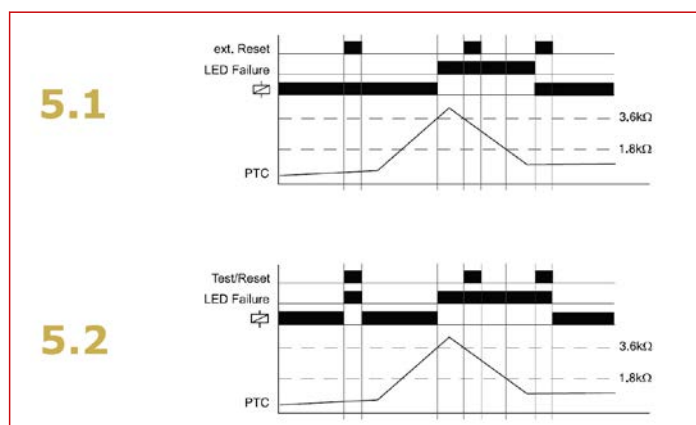 5.1
ext. Reset
LED Failure
3.6kΩ
1.8kΩ
PTC
5.2
Test/Reset
LED Failure
3.6kΩ
1.8kΩ
PTC